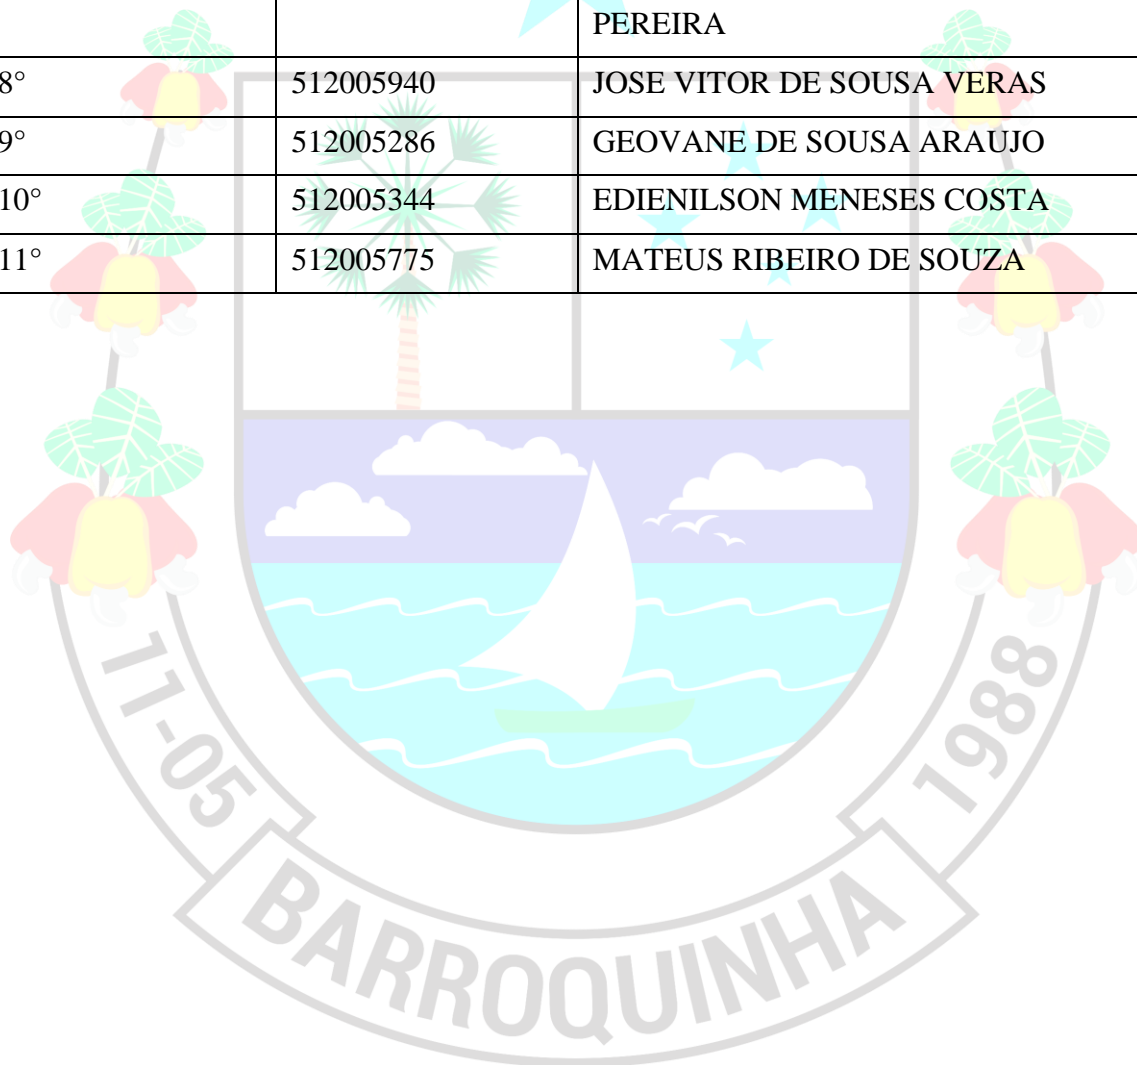 PEREIRA
8° 512005940 JOSE VITOR DE SOUSA VERAS
9° 512005286 GEOVANE DE SOUSA ARAUJO
10° 512005344 EDIENILSON MENESES COSTA
11° 512005775 MATEUS RIBEIRO DE SOUZA
11-05 BARROQUINHA 1988